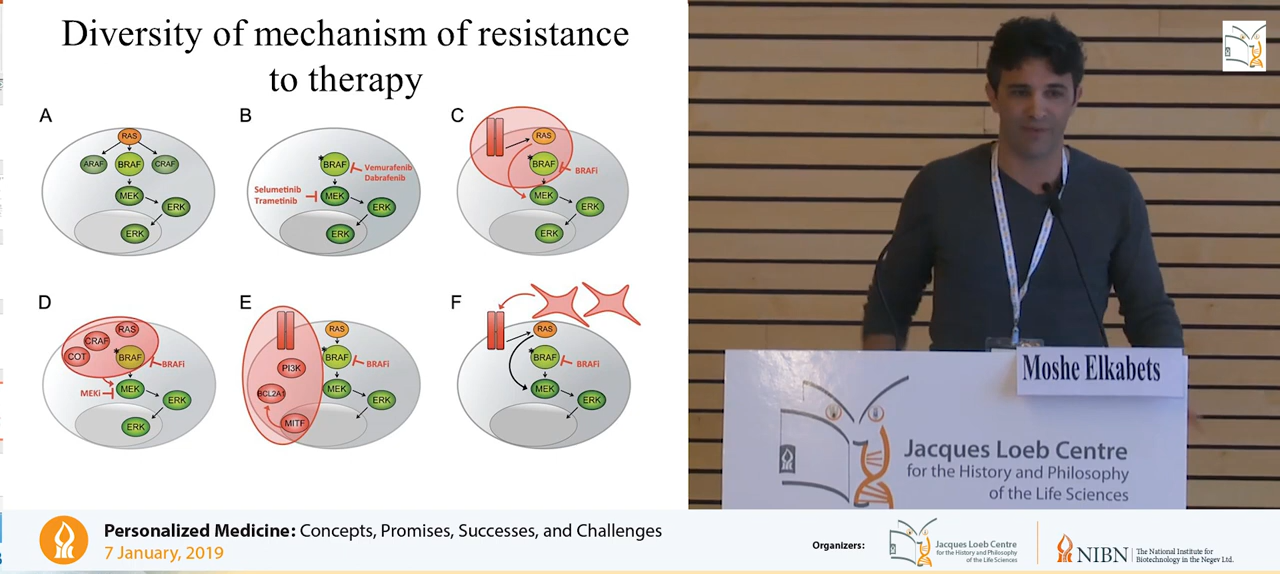 Diversity of mechanism of resistance
to therapy
A
RAS
ARAF
BRAF
CRAF
MEK
ERK
ERK
B
*
BRAF
Vemurafenib
Dabrafenib
Selumetinib
Trametinib
MEK
ERK
ERK
C
RAS
*
BRAF
BRAFi
MEK
ERK
ERK
D
RAS
CRAF
COT
*
BRAF
BRAFi
MEKi
MEK
ERK
ERK
E
RAS
*
BRAF
BRAFi
PI3K
MEK
BCL2A1
ERK
MITF
F
RAS
*
BRAF
BRAFi
MEK
ERK
Moshe Elkabets
Jacques Loeb Centre
for the History and Philosophy
of the Life Sciences
Personalized Medicine: Concepts, Promises, Successes, and Challenges
7 January, 2019
Organizers:
Jacques Loeb Centre
for the History and Philosophy
of the Life Sciences
NIBN
The National Institute for
Biotechnology in the Negev Ltd.